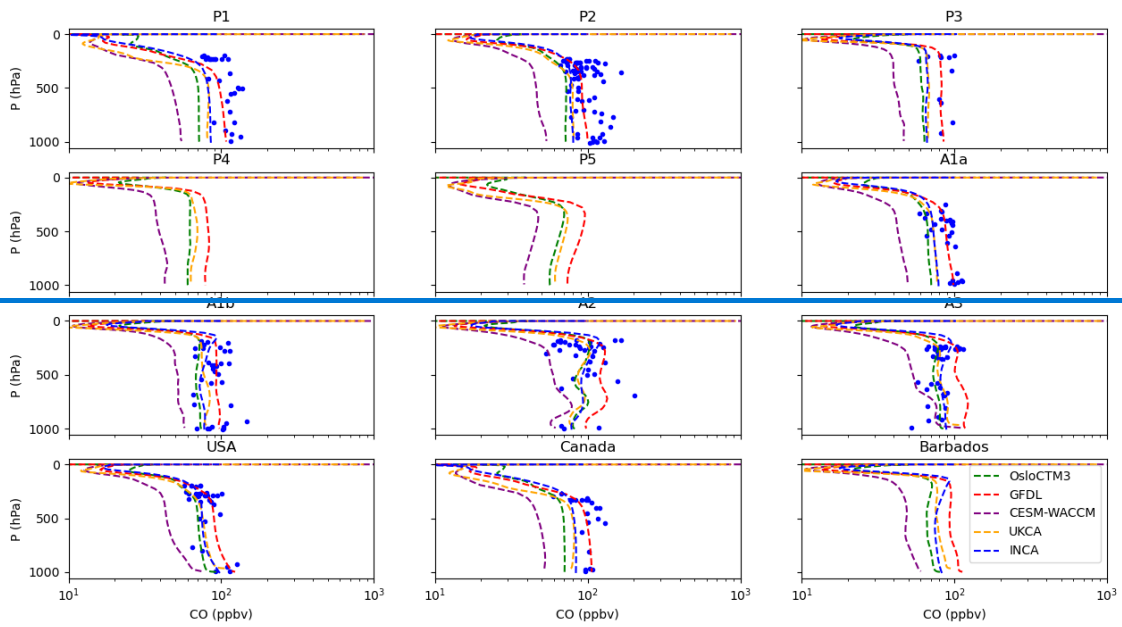 P1 P2 P3
P (hPa)
0
500
1000
P4 P5 A1a
P (hPa)
0
500
1000
A1b A2 A3
P (hPa)
0
500
1000
USA Canada Barbados
P (hPa)
0
500
1000
OsloCTM3
GFDL
CESM-WACCM
UKCA
INCA
10¹ 10² 10³ 10¹ 10² 10³ 10¹ 10² 10³
CO (ppbv) CO (ppbv) CO (ppbv)